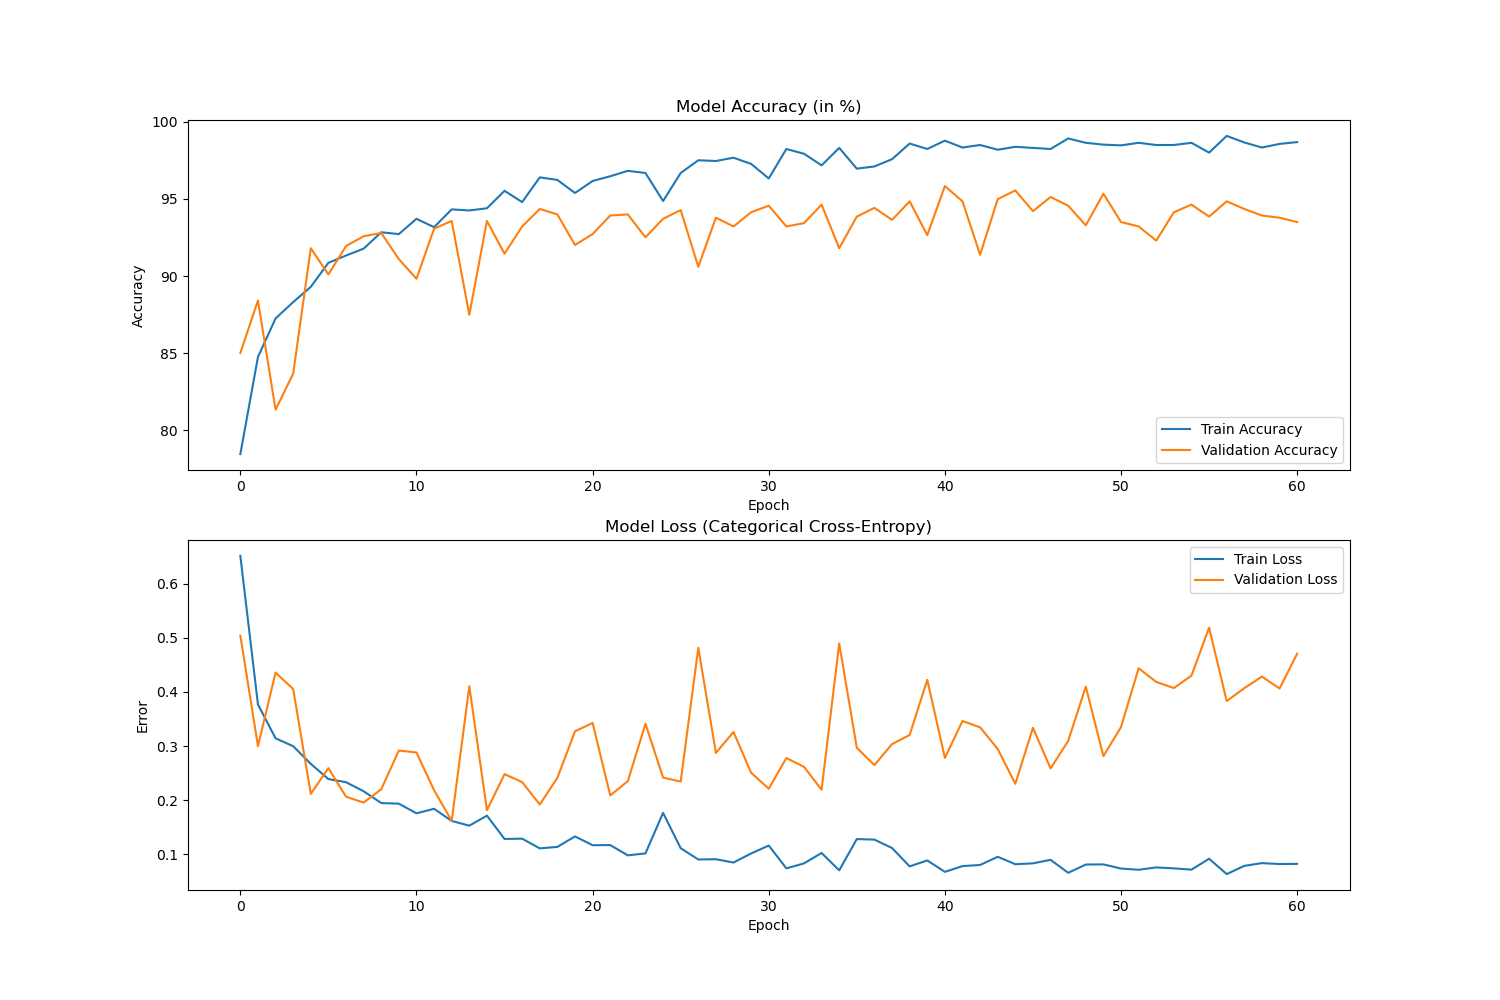 Model Accuracy (in %)
100
95
90
85
80
Accuracy
Train Accuracy
Validation Accuracy
0 10 20 30 40 50 60
Epoch
Model Loss (Categorical Cross-Entropy)
Train Loss
Validation Loss
0.6
0.5
0.4
0.3
0.2
0.1
Error
0 10 20 30 40 50 60
Epoch